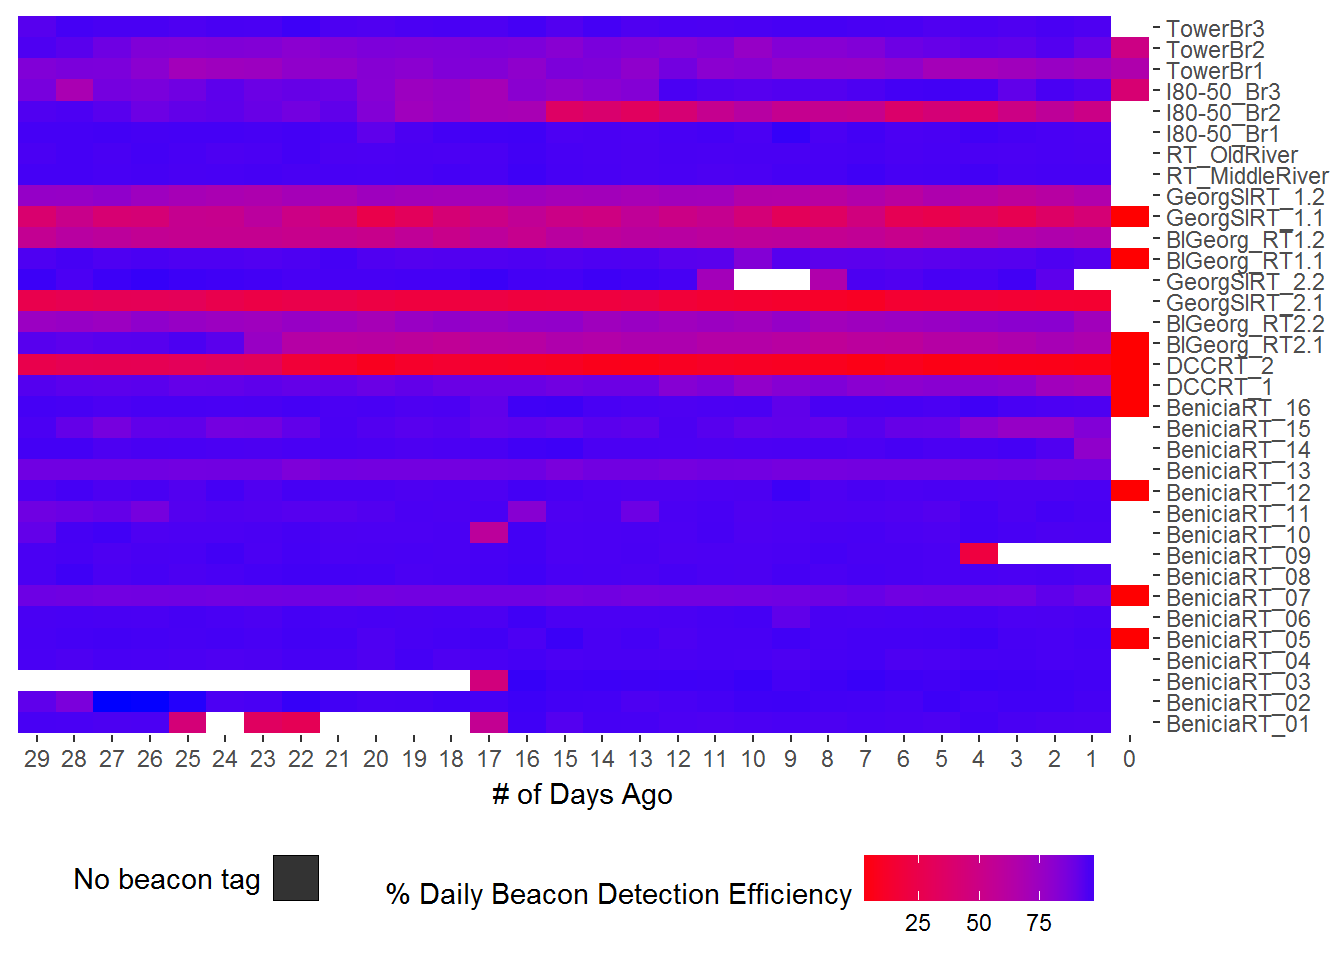 TowerBr3
TowerBr2
TowerBr1
I80-50_Br3
I80-50_Br2
I80-50_Br1
RT_OldRiver
RT_MiddleRiver
GeorgSlRT_1.2
GeorgSlRT_1.1
BlGeorg_RT1.2
BlGeorg_RT1.1
GeorgSlRT_2.2
GeorgSlRT_2.1
BlGeorg_RT2.2
BlGeorg_RT2.1
DCCRT_2
DCCRT_1
BeniciaRT_16
BeniciaRT_15
BeniciaRT_14
BeniciaRT_13
BeniciaRT_12
BeniciaRT_11
BeniciaRT_10
BeniciaRT_09
BeniciaRT_08
BeniciaRT_07
BeniciaRT_06
BeniciaRT_05
BeniciaRT_04
BeniciaRT_03
BeniciaRT_02
BeniciaRT_01
29 28 27 26 25 24 23 22 21 20 19 18 17 16 15 14 13 12 11 10 9 8 7 6 5 4 3 2 1 0
# of Days Ago
No beacon tag
% Daily Beacon Detection Efficiency
25 50 75